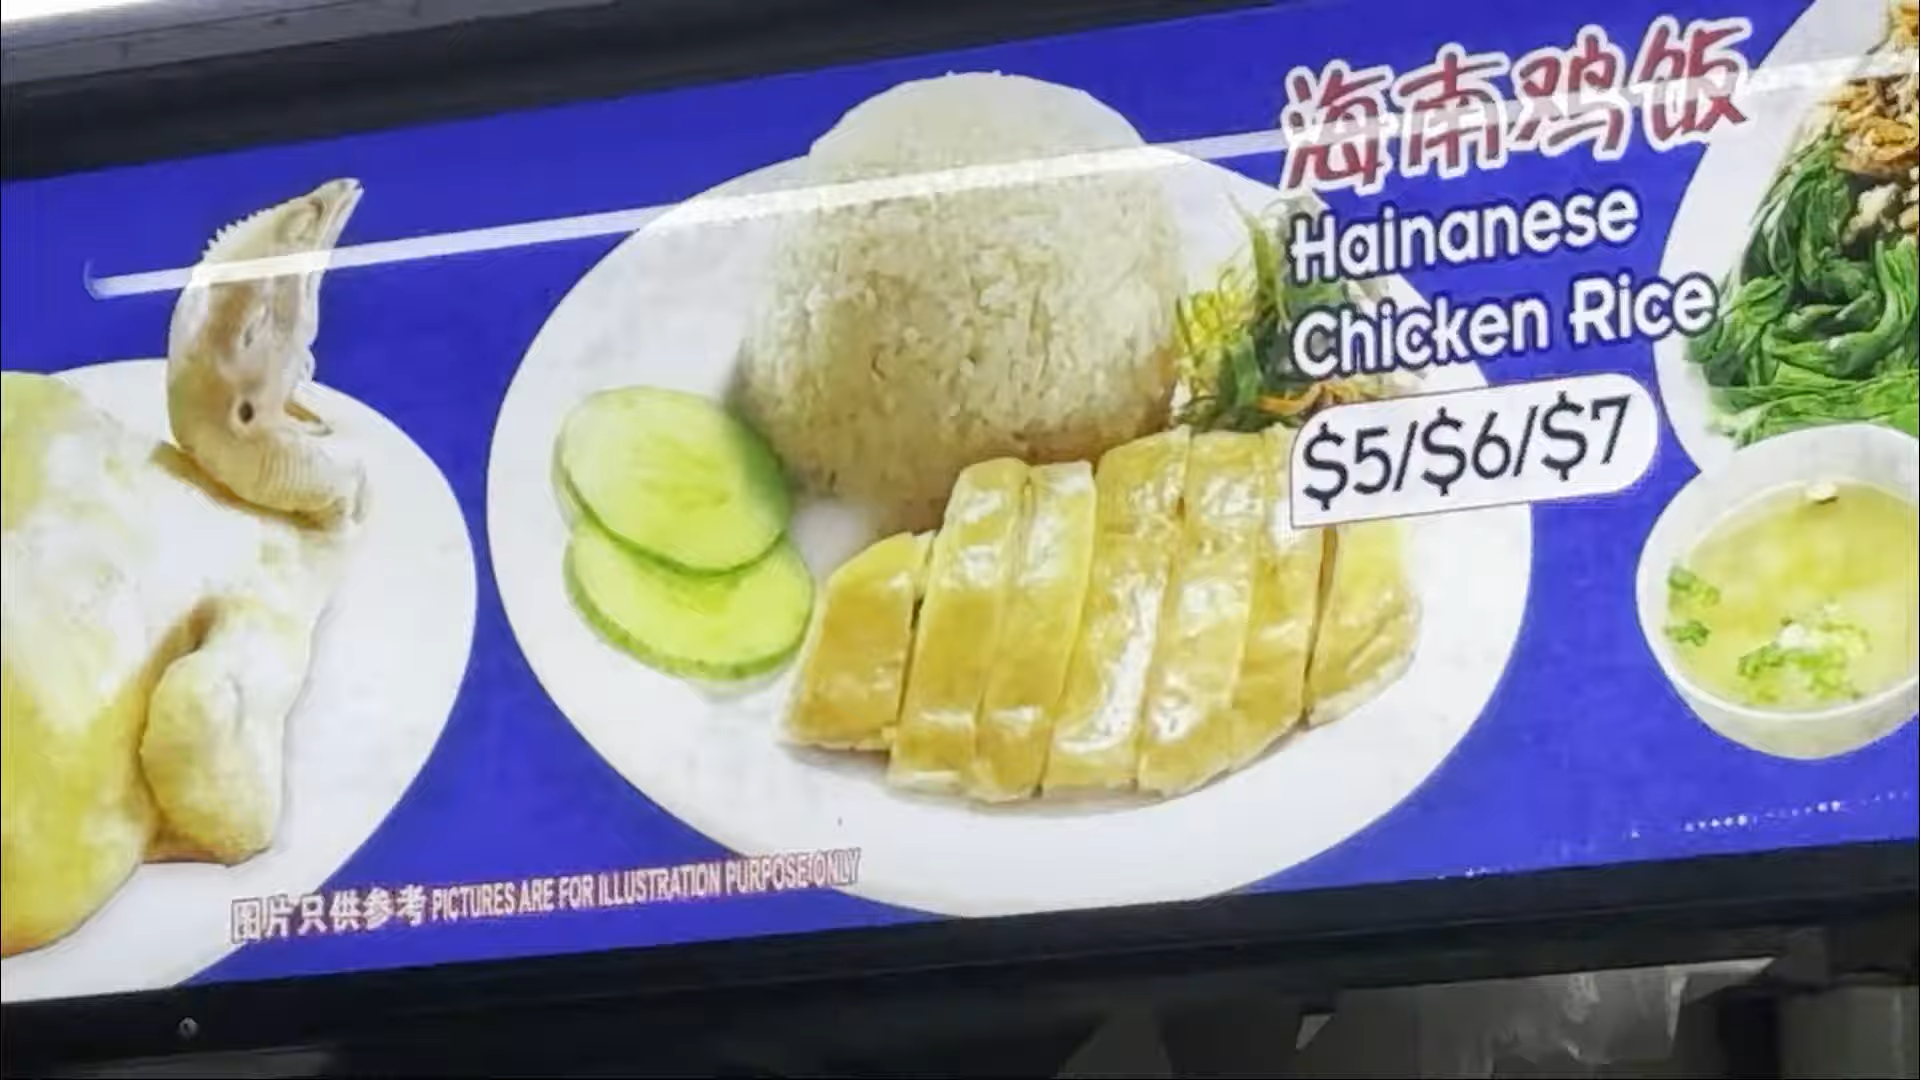 海南鸡饭
Hainanese
Chicken Rice
$5/$6/$7
图片只供参考 PICTURES ARE FOR ILLUSTRATION PURPOSE ONLY